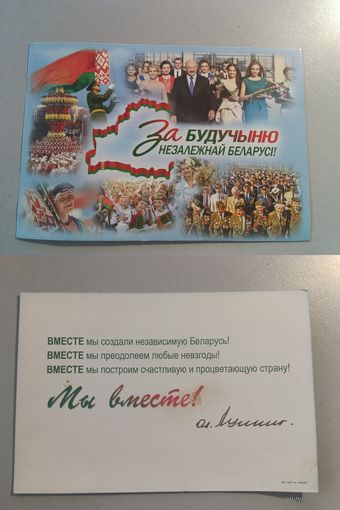 За БУДУЧЫНЮ
НЕЗАЛЕЖНАЙ БЕЛАРУСІ!
ВМЕСТЕ мы создали независимую Беларусь!
ВМЕСТЕ мы преодолеем любые невзгоды!
ВМЕСТЕ мы построим счастливую и процветающую страну!
Мы вместе!